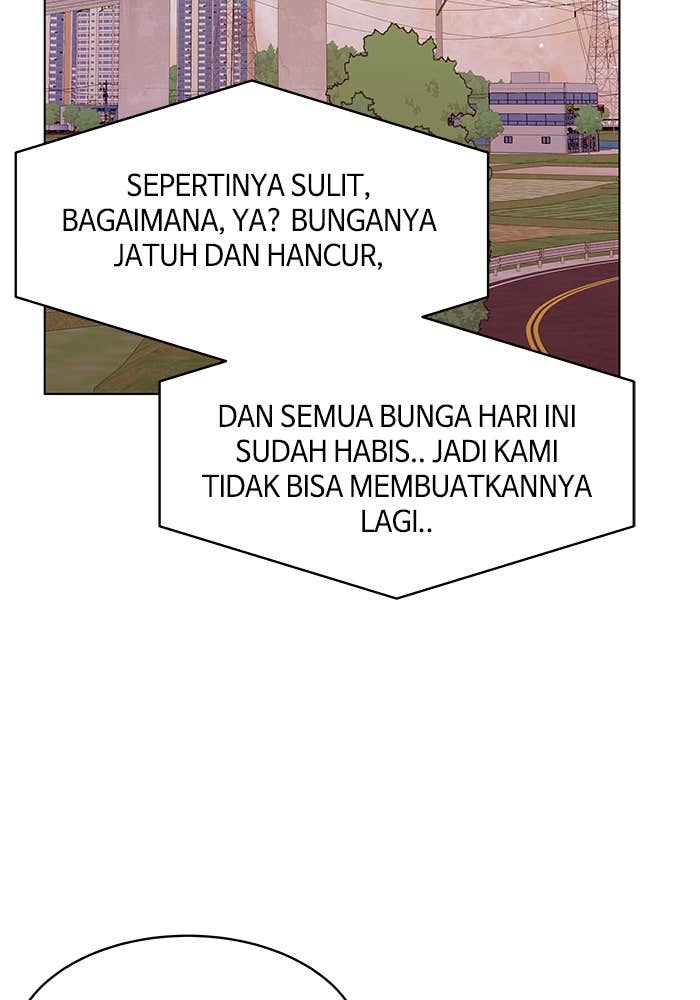 SEPERTINYA SULIT,
BAGAIMANA, YA? BUNGANYA
JATUH DAN HANCUR,
DAN SEMUA BUNGA HARI INI
SUDAH HABIS.. JADI KAMI
TIDAK BISA MEMBUATKANNYA
LAGI..